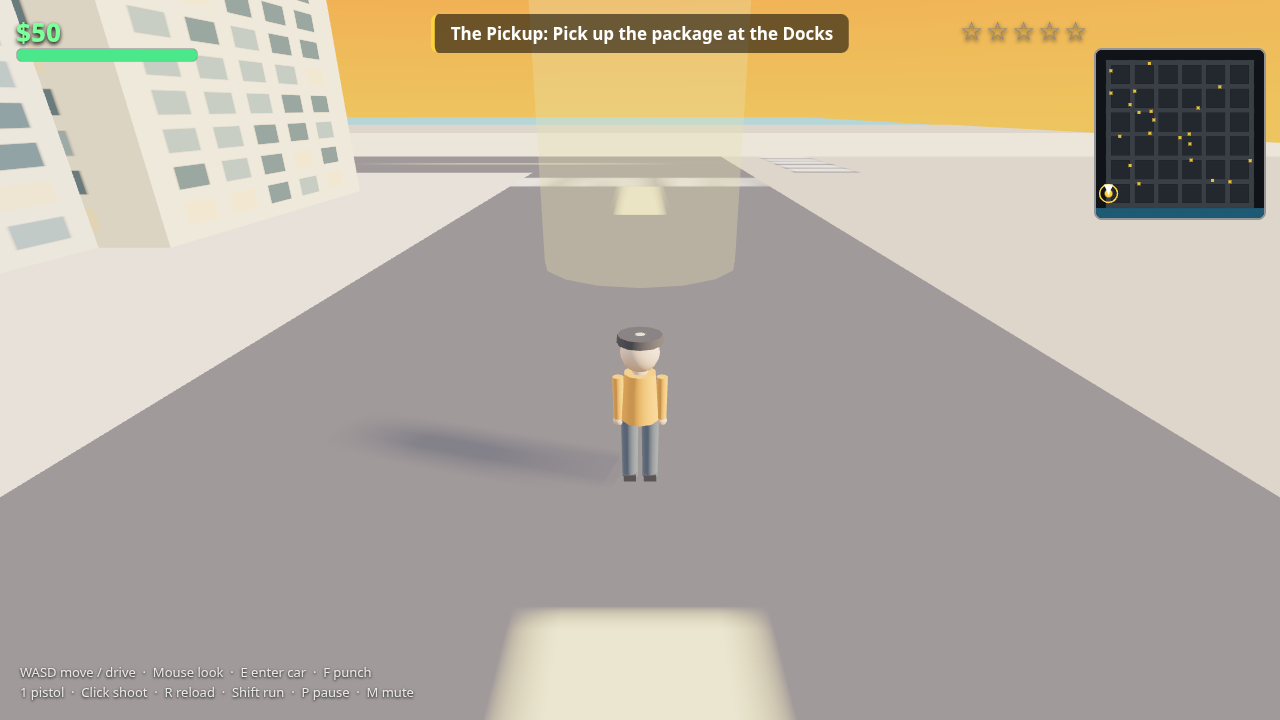 $50
The Pickup: Pick up the package at the Docks
WASD move / drive · Mouse look · E enter car · F punch
1 pistol · Click shoot · R reload · Shift run · P pause · M mute